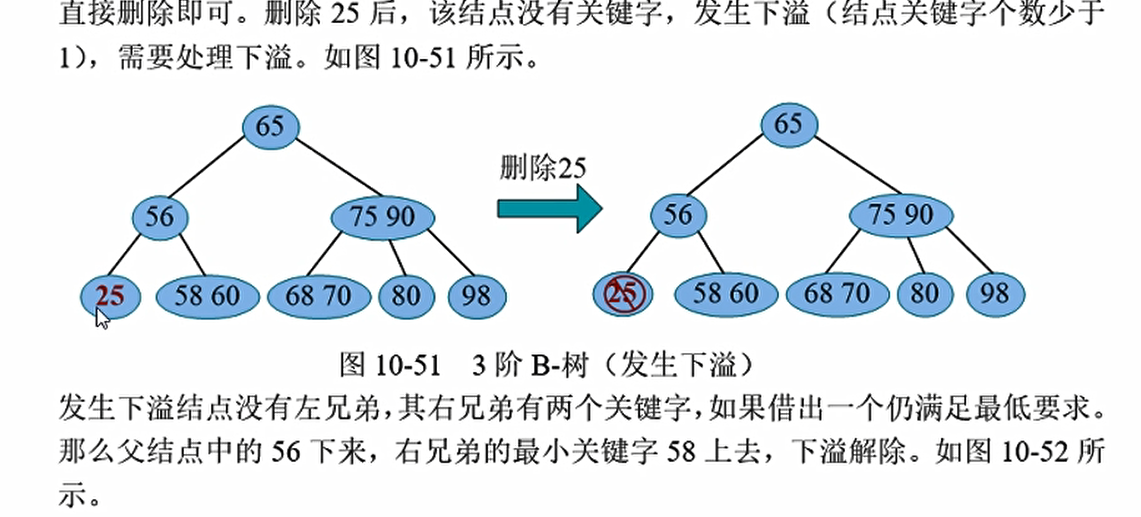 直接删除即可。删除 25 后，该结点没有关键字，发生下溢（结点关键字个数少于
1），需要处理下溢。如图 10-51 所示。
65
56
75 90
25
58 60
68 70
80
98
删除25
65
56
75 90
25
58 60
68 70
80
98
图 10-51 3 阶 B-树（发生下溢）
发生下溢结点没有左兄弟，其右兄弟有两个关键字，如果借出一个仍满足最低要求。
那么父结点中的 56 下来，右兄弟的最小关键字 58 上去，下溢解除。如图 10-52 所
示。